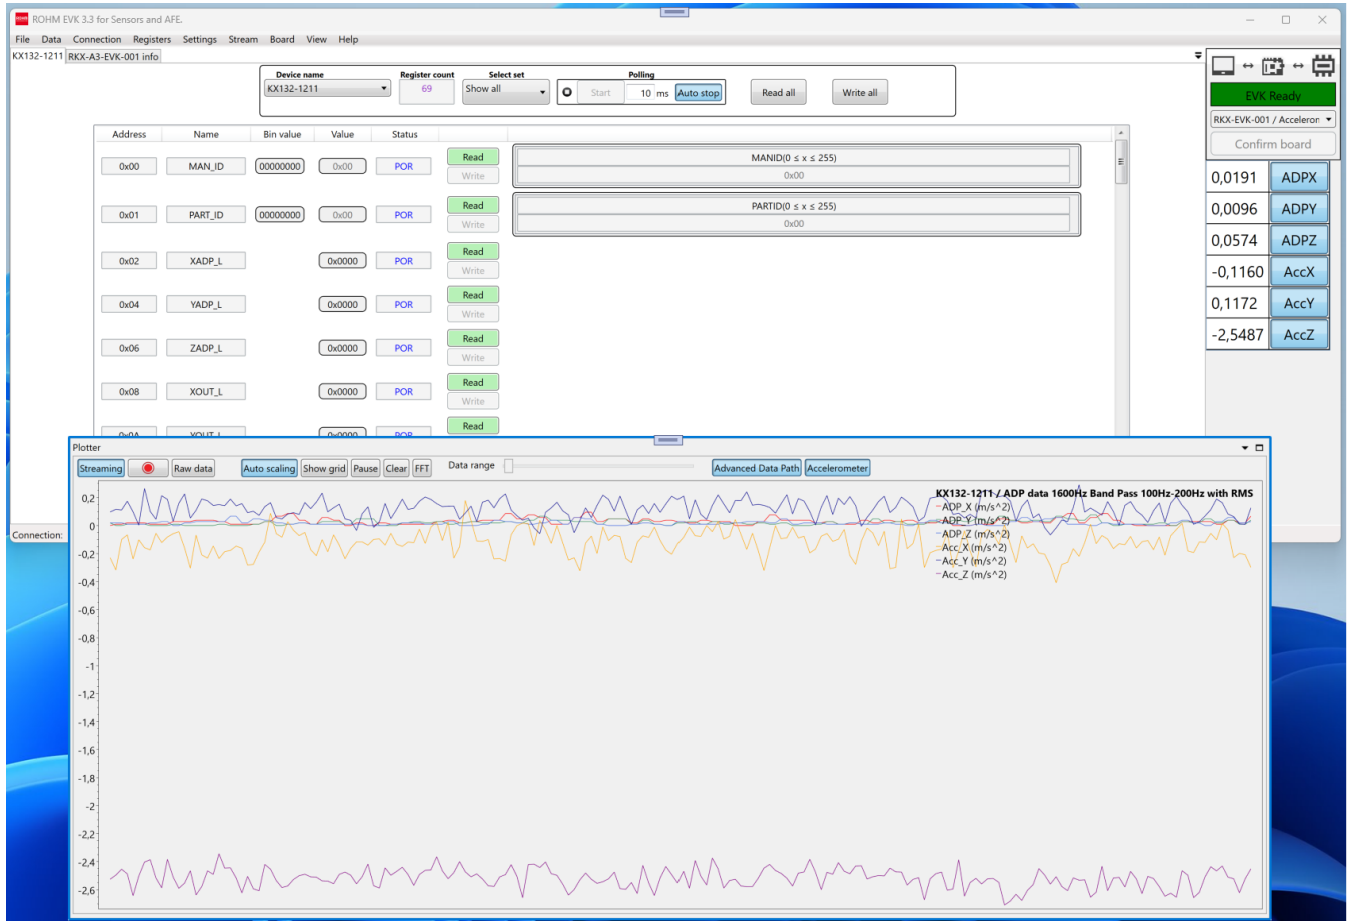 ROHM EVK 3.3 for Sensors and AFE.
File Data Connection Registers Settings Stream Board View Help
KX132-1211 RKX-A3-EVK-001 info
Device name Register count Select set Polling
KX132-1211 69 Show all Start 10 ms Auto stop Read all Write all
EVK Ready
RKX-EVK-001 / Acceleron
Confirm board
0,0191 ADPX
0,0096 ADPY
0,0574 ADPZ
-0,1160 AccX
0,1172 AccY
-2,5487 AccZ
Address Name Bin value Value Status
0x00 MAN_ID 00000000 0x00 POR Read Write MANID(0 ≤ x ≤ 255)
0x00
0x01 PART_ID 00000000 0x00 POR Read Write PARTID(0 ≤ x ≤ 255)
0x00
0x02 XADP_L 0x0000 POR Read
Write
0x04 YADP_L 0x0000 POR Read
Write
0x06 ZADP_L 0x0000 POR Read
Write
0x08 XOUT_L 0x0000 POR Read
Write
0x0A YOUT_L 0x0000 POR Read
Connection:
Plotter
Streaming Raw data Auto scaling Show grid Pause Clear FFT Data range Advanced Data Path Accelerometer
KX132-1211 / ADP data 1600Hz Band Pass 100Hz-200Hz with RMS
ADP_X (m/s^2)
ADP_Y (m/s^2)
ADP_Z (m/s^2)
Acc_X (m/s^2)
Acc_Y (m/s^2)
Acc_Z (m/s^2)
0,2
0
-0,2
-0,4
-0,6
-0,8
-1
-1,2
-1,4
-1,6
-1,8
-2
-2,2
-2,4
-2,6